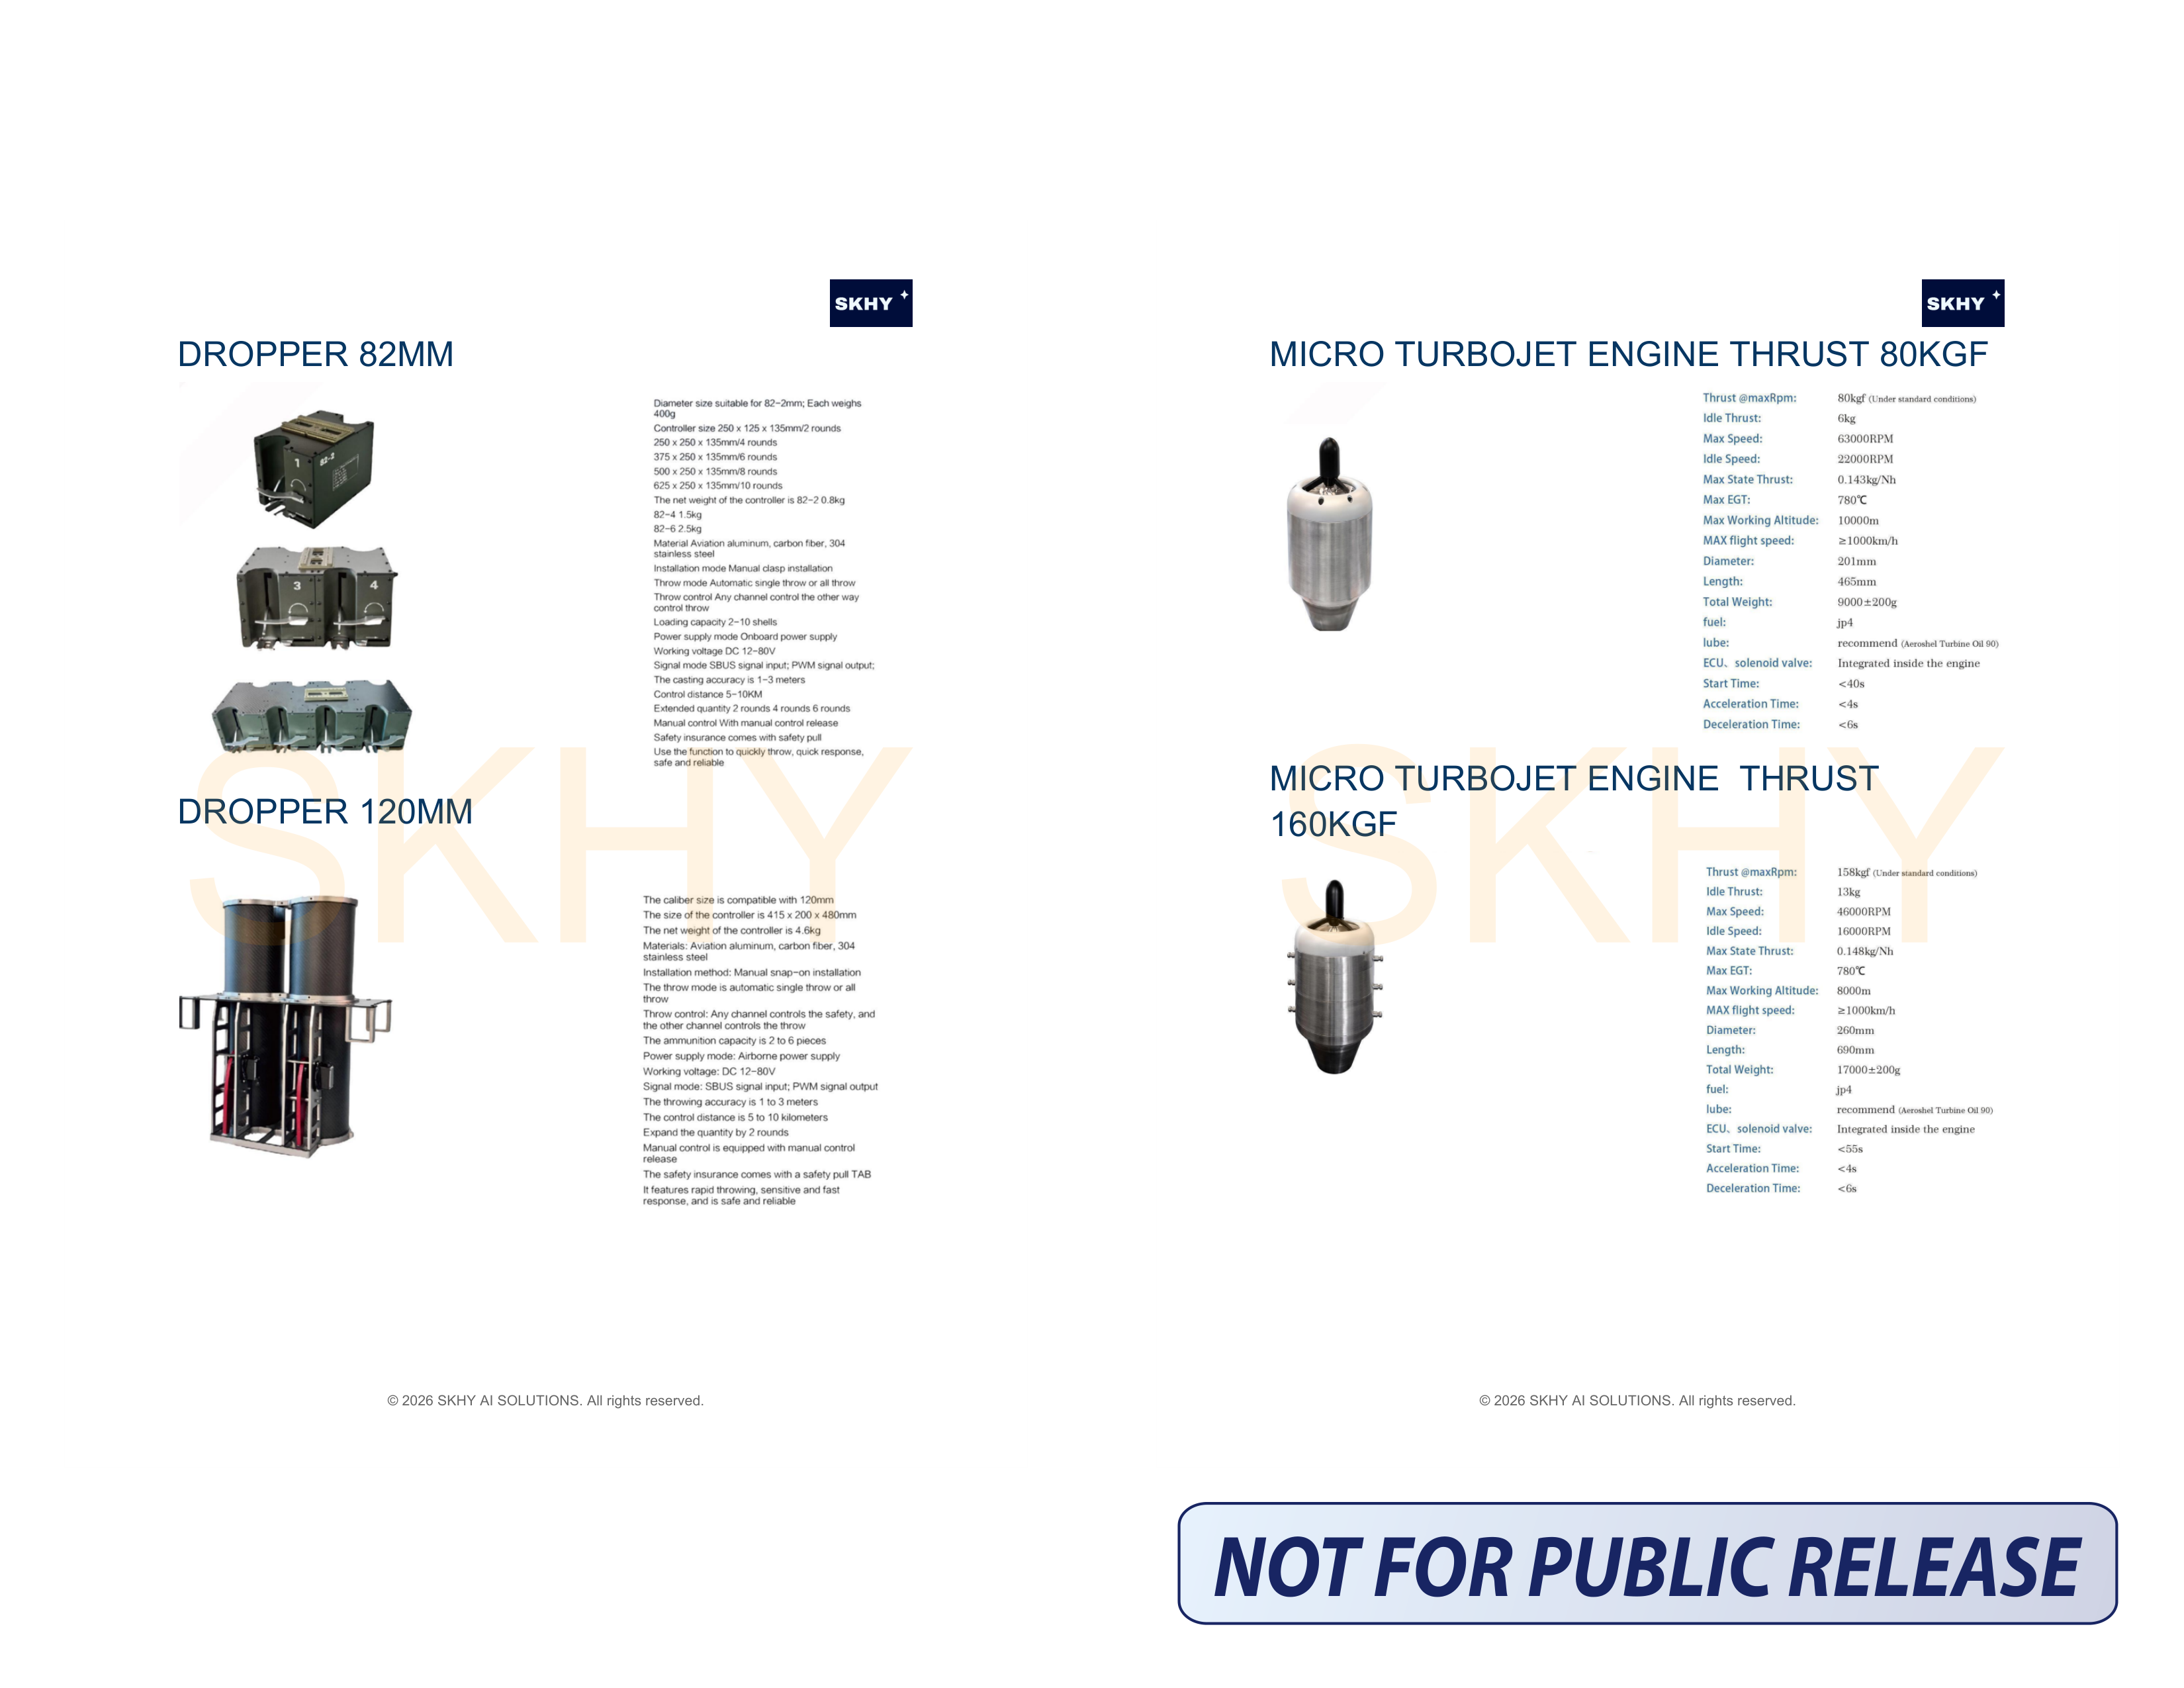 SKHY
DROPPER 82MM
1
82-2
3
4
Diameter size suitable for 82-2mm; Each weighs
400g
Controller size 250 x 125 x 135mm/2 rounds
250 x 250 x 135mm/4 rounds
375 x 250 x 135mm/6 rounds
500 x 250 x 135mm/8 rounds
625 x 250 x 135mm/10 rounds
The net weight of the controller is 82-2 0.8kg
82-4 1.5kg
82-6 2.5kg
Material Aviation aluminum, carbon fiber, 304
stainless steel
Installation mode Manual clasp installation
Throw mode Automatic single throw or all throw
Throw control Any channel control the other way
control throw
Loading capacity 2-10 shells
Power supply mode Onboard power supply
Working voltage DC 12-80V
Signal mode SBUS signal input; PWM signal output;
The casting accuracy is 1-3 meters
Control distance 5-10KM
Extended quantity 2 rounds 4 rounds 6 rounds
Manual control With manual control release
Safety insurance comes with safety pull
Use the function to quickly throw, quick response,
safe and reliable
SKHY
DROPPER 120MM
The caliber size is compatible with 120mm
The size of the controller is 415 x 200 x 480mm
The net weight of the controller is 4.6kg
Materials: Aviation aluminum, carbon fiber, 304
stainless steel
Installation method: Manual snap-on installation
The throw mode is automatic single throw or all
throw
Throw control: Any channel controls the safety, and
the other channel controls the throw
The ammunition capacity is 2 to 6 pieces
Power supply mode: Airborne power supply
Working voltage: DC 12-80V
Signal mode: SBUS signal input; PWM signal output
The throwing accuracy is 1 to 3 meters
The control distance is 5 to 10 kilometers
Expand the quantity by 2 rounds
Manual control is equipped with manual control
release
The safety insurance comes with a safety pull TAB
It features rapid throwing, sensitive and fast
response, and is safe and reliable
© 2026 SKHY AI SOLUTIONS. All rights reserved.
SKHY
MICRO TURBOJET ENGINE THRUST 80KGF
Thrust @maxRpm: 80kgf (Under standard conditions)
Idle Thrust: 6kg
Max Speed: 63000RPM
Idle Speed: 22000RPM
Max State Thrust: 0.143kg/Nh
Max EGT: 780℃
Max Working Altitude: 10000m
MAX flight speed: ≥1000km/h
Diameter: 201mm
Length: 465mm
Total Weight: 9000±200g
fuel: jp4
lube: recommend (Aeroshel Turbine Oil 90)
ECU、solenoid valve: Integrated inside the engine
Start Time: <40s
Acceleration Time: <4s
Deceleration Time: <6s
SKHY
MICRO TURBOJET ENGINE THRUST
160KGF
Thrust @maxRpm: 158kgf (Under standard conditions)
Idle Thrust: 13kg
Max Speed: 46000RPM
Idle Speed: 16000RPM
Max State Thrust: 0.148kg/Nh
Max EGT: 780℃
Max Working Altitude: 8000m
MAX flight speed: ≥1000km/h
Diameter: 260mm
Length: 690mm
Total Weight: 17000±200g
fuel: jp4
lube: recommend (Aeroshel Turbine Oil 90)
ECU、solenoid valve: Integrated inside the engine
Start Time: <55s
Acceleration Time: <4s
Deceleration Time: <6s
© 2026 SKHY AI SOLUTIONS. All rights reserved.
NOT FOR PUBLIC RELEASE